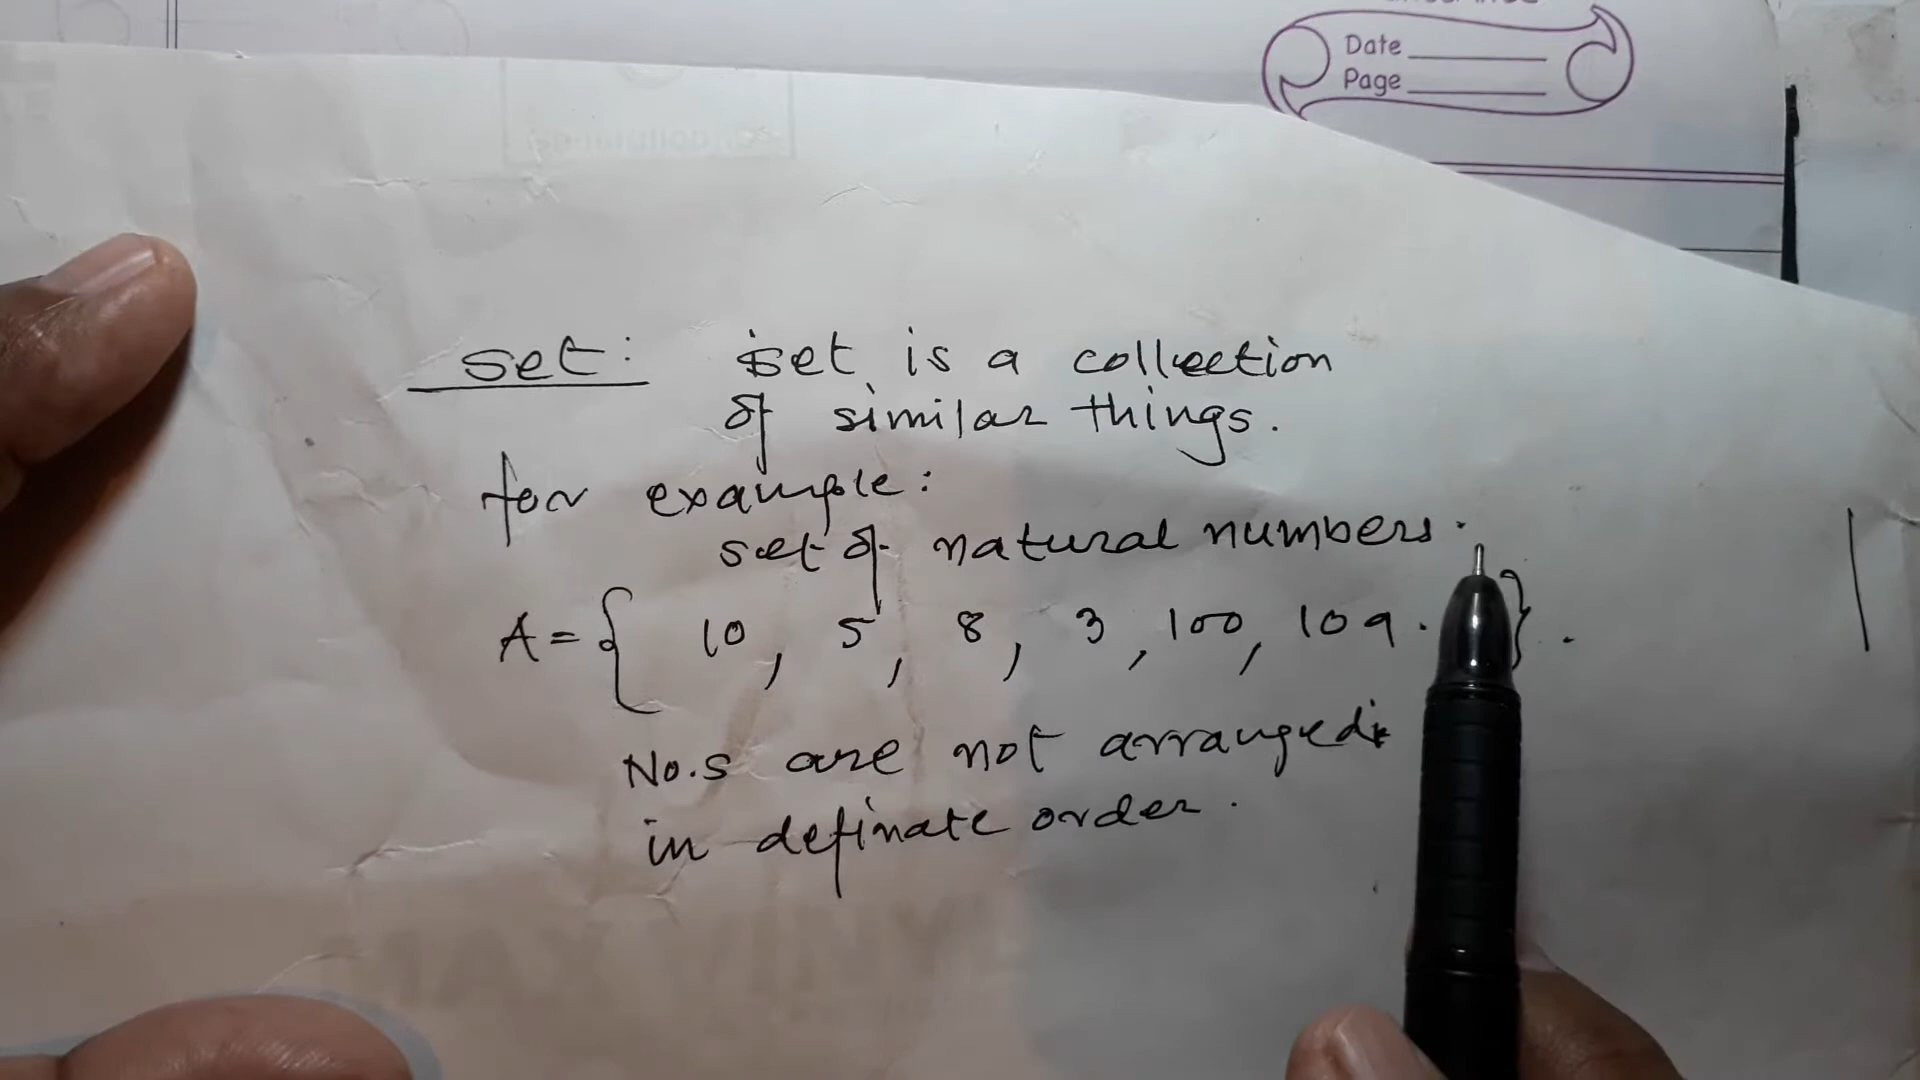 Date
Page
set: set is a collection
of similar things.
for example:
set of natural numbers.
A = { 10, 5, 8, 3, 100, 109. }.
No.s are not arranged
in definate order.